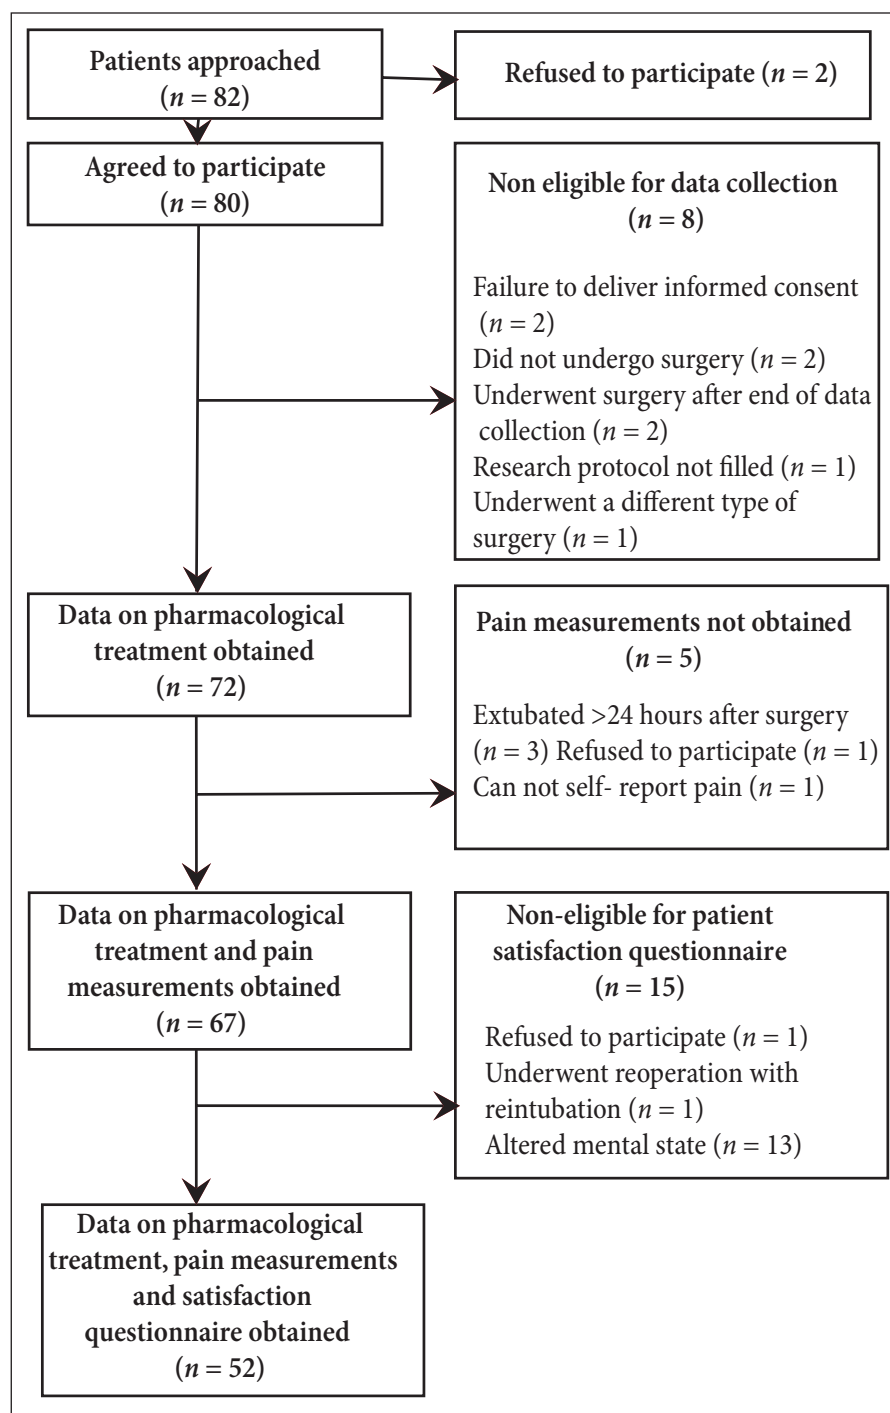 Patients approached
(n = 82)
Refused to participate (n = 2)
Agreed to participate
(n = 80)
Non eligible for data collection
(n = 8)
Failure to deliver informed consent
(n = 2)
Did not undergo surgery (n = 2)
Underwent surgery after end of data
collection (n = 2)
Research protocol not filled (n = 1)
Underwent a different type of
surgery (n = 1)
Data on pharmacological
treatment obtained
(n = 72)
Pain measurements not obtained
(n = 5)
Extubated >24 hours after surgery
(n = 3) Refused to participate (n = 1)
Can not self- report pain (n = 1)
Data on pharmacological
treatment and pain
measurements obtained
(n = 67)
Non-eligible for patient
satisfaction questionnaire
(n = 15)
Refused to participate (n = 1)
Underwent reoperation with
reintubation (n = 1)
Altered mental state (n = 13)
Data on pharmacological
treatment, pain measurements
and satisfaction
questionnaire obtained
(n = 52)